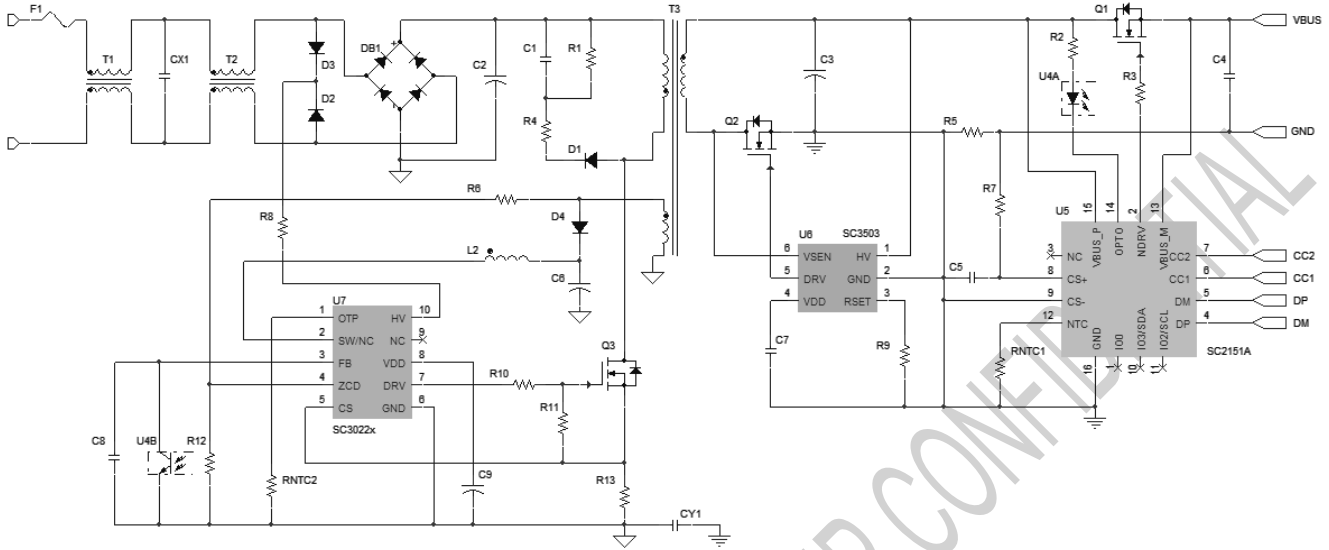 F1
T3
Q1
VBUS
T1
CX1
T2
D3
DB1
C2
C1
R1
C3
R2
C4
U4A
R3
D2
R4
Q2
R5
GND
D1
R6
R7
R8
D4
U5
15
14
2
13
L2
U6
SC3503
VBUS_P
OPTO
NDRV
VBUS_M
6
VSEN
HV
1
3
NC
CC2
7
CC2
C6
5
DRV
GND
2
C5
8
CS+
CC1
6
CC1
U7
4
VDD
RSET
3
9
CS-
DM
5
DP
1
OTP
HV
10
12
NTC
DP
4
DM
2
SW/NC
NC
9
Q3
C7
R9
RNTC1
GND
IO0
IO3/SDA
IO2/SCL
SC2151A
3
FB
VDD
8
16
1
10
11
4
ZCD
DRV
7
R10
5
CS
GND
6
R11
SC3022x
C8
U4B
R12
RNTC2
C9
R13
CY1
CONFIDENTIAL